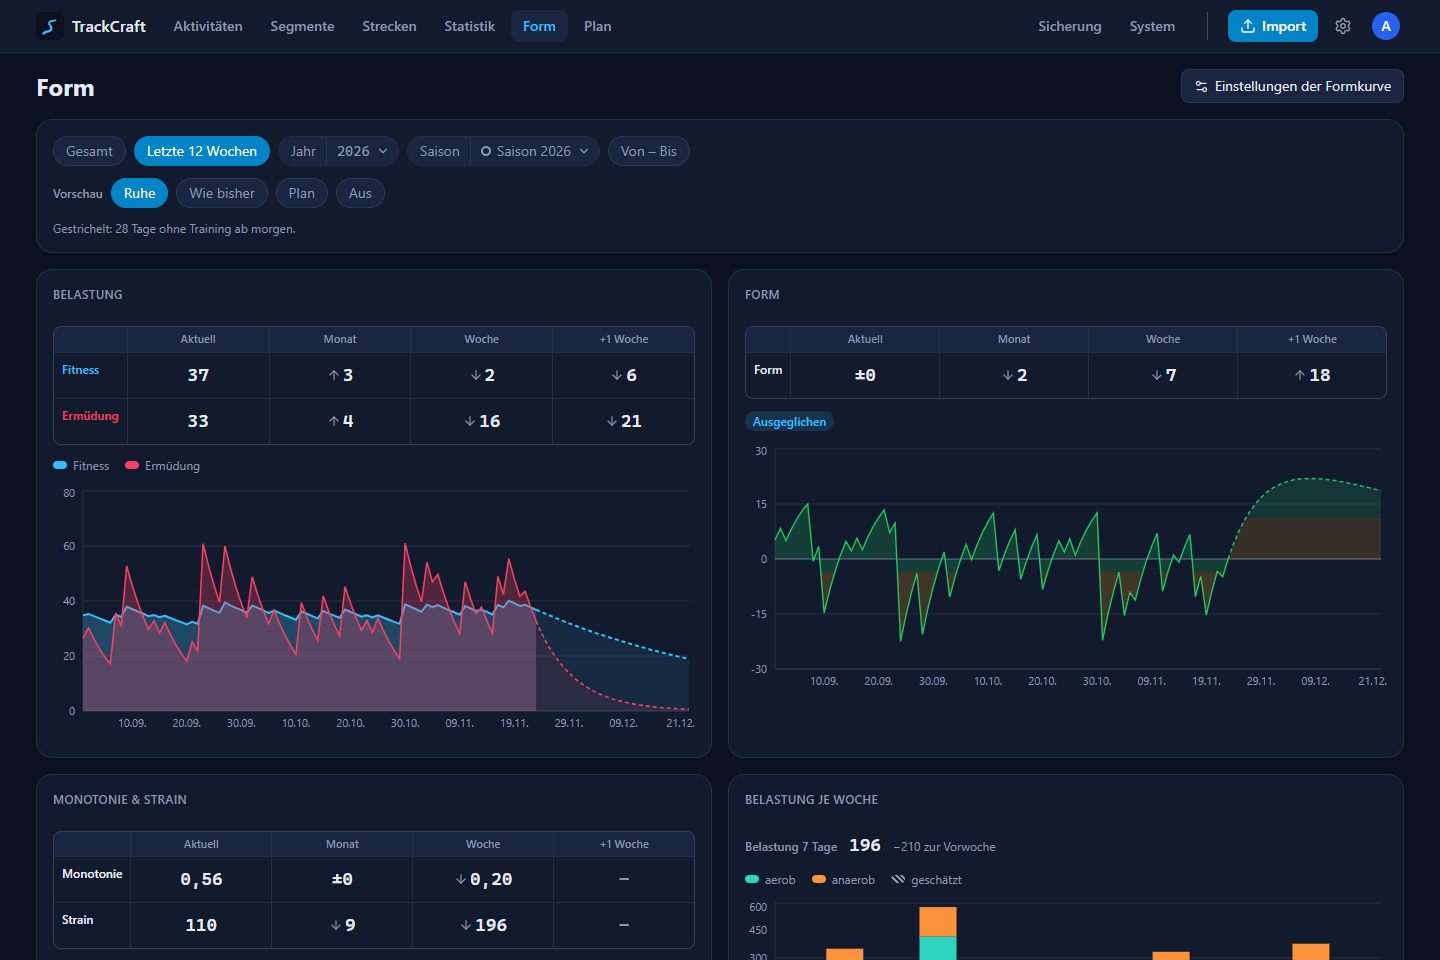 TrackCraft Aktivitäten Segmente Strecken Statistik Form Plan Sicherung System Import A
Form
Einstellungen der Formkurve
Gesamt Letzte 12 Wochen Jahr 2026 Saison Saison 2026 Von – Bis
Vorschau Ruhe Wie bisher Plan Aus
Gestrichelt: 28 Tage ohne Training ab morgen.
BELASTUNG
Aktuell Monat Woche +1 Woche
Fitness 37 ↑3 ↓2 ↓6
Ermüdung 33 ↑4 ↓16 ↓21
Fitness Ermüdung
80
60
40
20
0
10.09. 20.09. 30.09. 10.10. 20.10. 30.10. 09.11. 19.11. 29.11. 09.12. 21.12.
FORM
Aktuell Monat Woche +1 Woche
Form ±0 ↓2 ↓7 ↑18
Ausgeglichen
30
15
0
-15
-30
10.09. 20.09. 30.09. 10.10. 20.10. 30.10. 09.11. 19.11. 29.11. 09.12. 21.12.
MONOTONIE & STRAIN
Aktuell Monat Woche +1 Woche
Monotonie 0,56 ±0 ↓0,20 –
Strain 110 ↓9 ↓196 –
BELASTUNG JE WOCHE
Belastung 7 Tage 196 −210 zur Vorwoche
aerob anaerob geschätzt
600
450
300